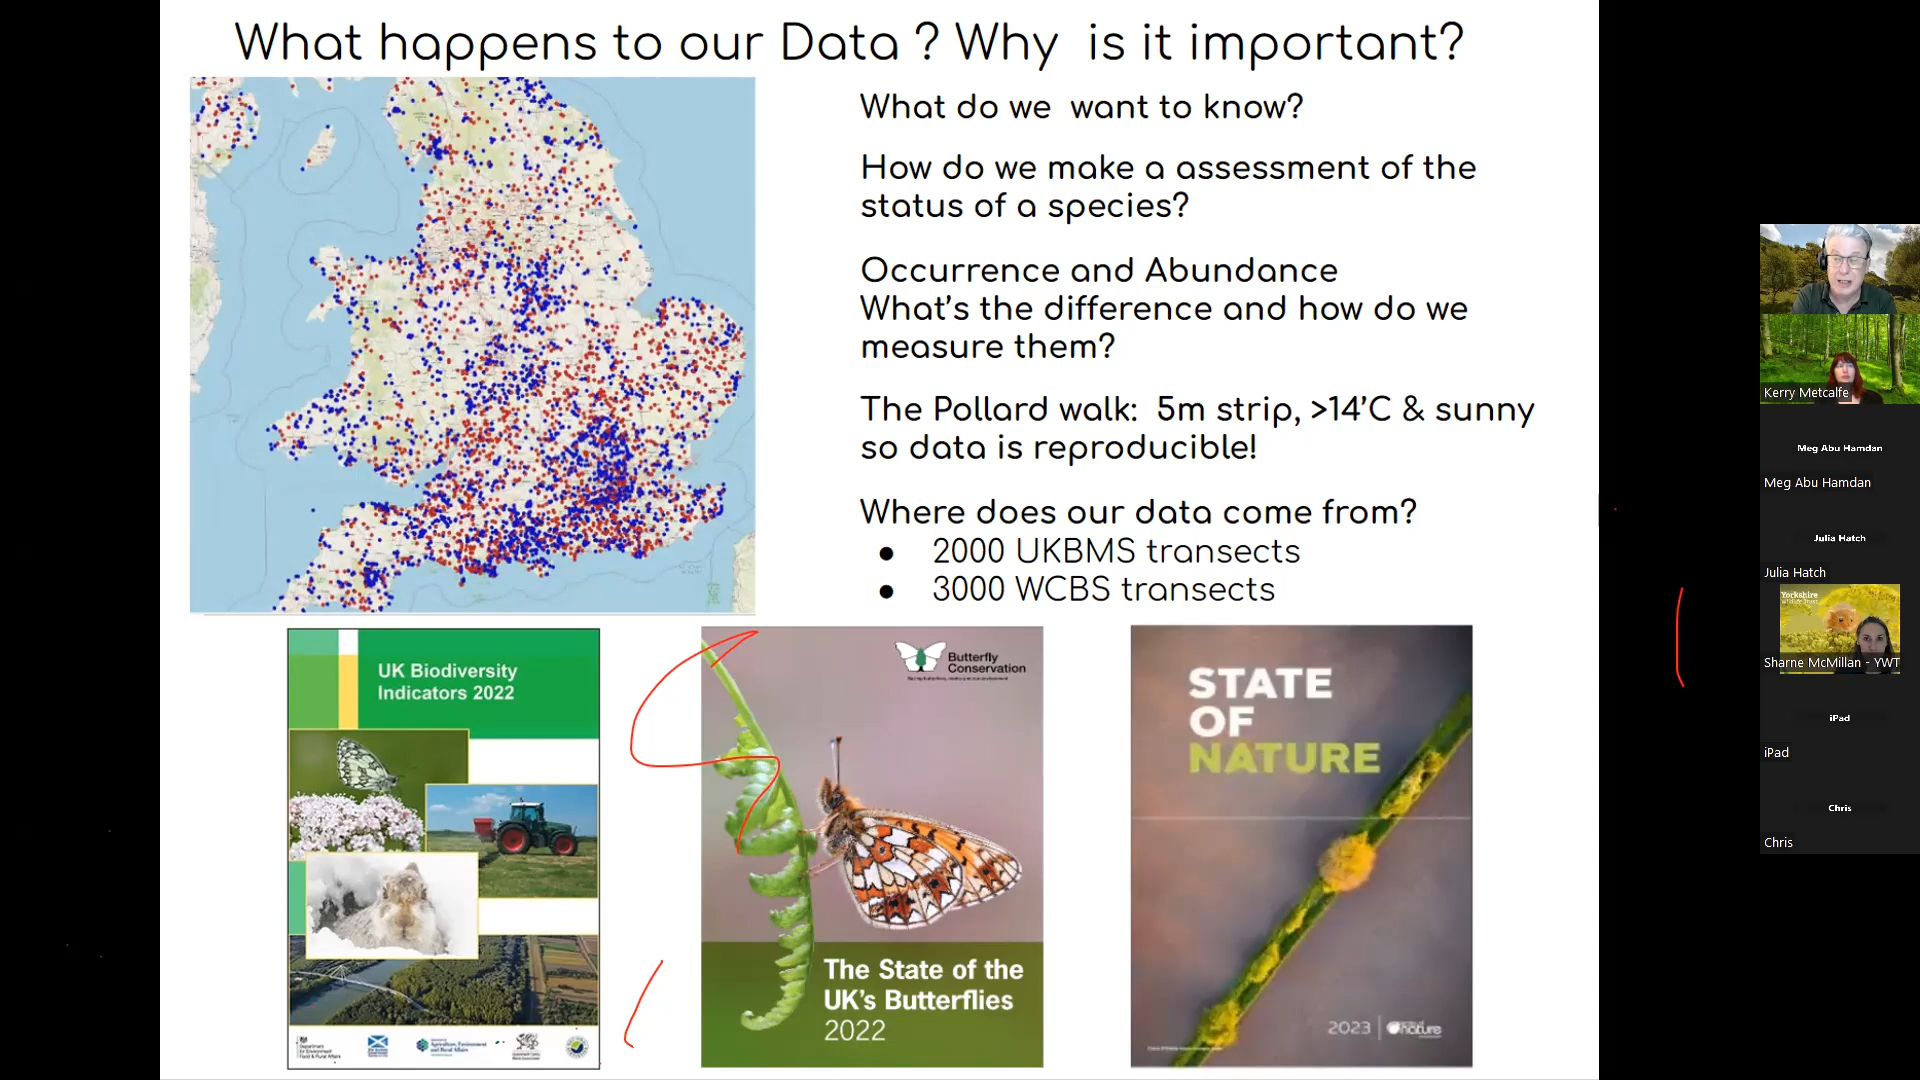 What happens to our Data ? Why is it important?
What do we want to know?
How do we make a assessment of the
status of a species?
Occurrence and Abundance
What's the difference and how do we
measure them?
The Pollard walk: 5m strip, >14'C & sunny
so data is reproducible!
Where does our data come from?
● 2000 UKBMS transects
● 3000 WCBS transects
UK Biodiversity
Indicators 2022
Butterfly
Conservation
The State of the
UK's Butterflies
2022
STATE
OF
NATURE
2023
nature
Kerry Metcalfe
Meg Abu Hamdan
Meg Abu Hamdan
Julia Hatch
Julia Hatch
Yorkshire
Sharne McMillan - YWT
iPad
iPad
Chris
Chris